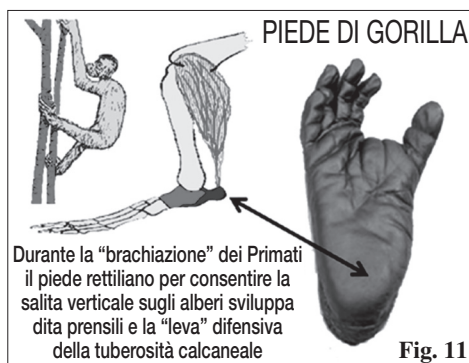 PIEDE DI GORILLA
Durante la “brachiazione” dei Primati
il piede rettiliano per consentire la
salita verticale sugli alberi sviluppa
dita prensili e la “leva” difensiva
della tuberosità calcaneale
Fig. 11